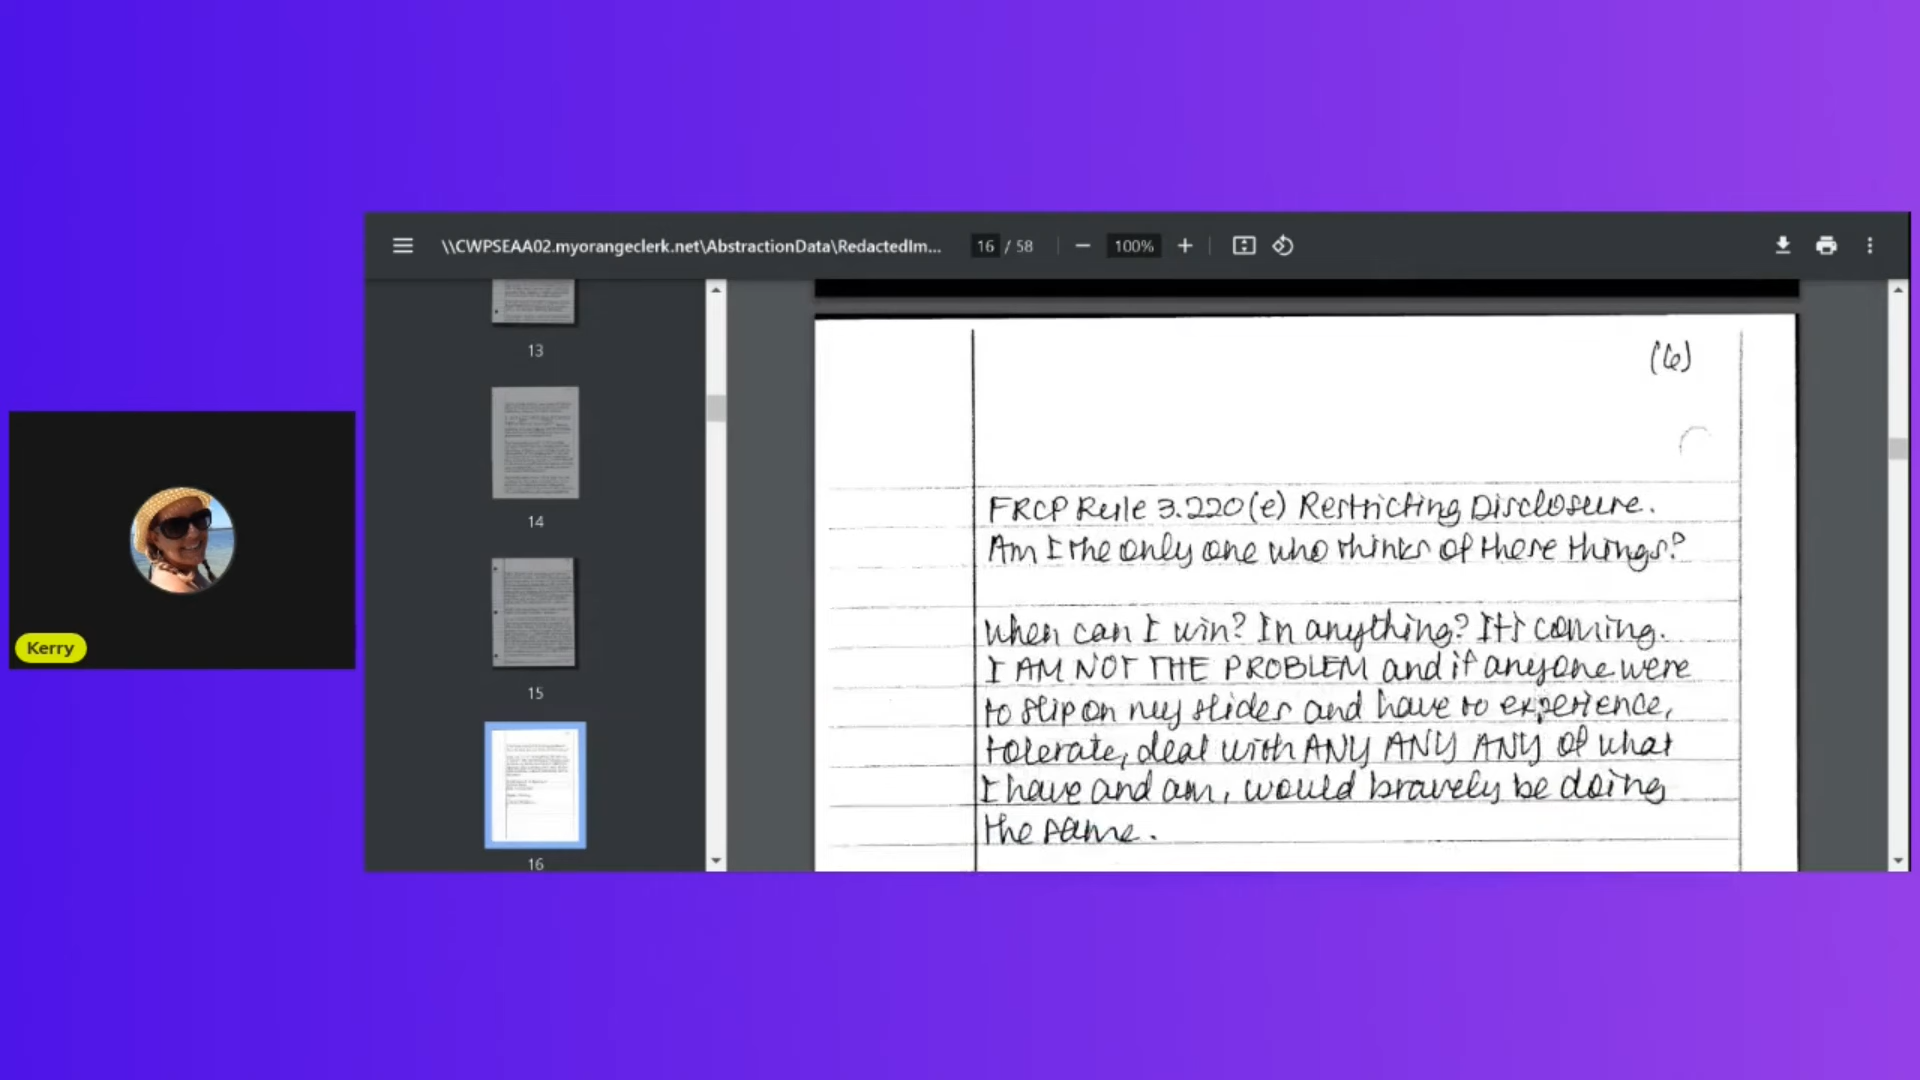 \\CWPSEAA02.myorangeclerk.net\AbstractionData\RedactedIm... 16 / 58 100%
13
14
15
16
Kerry
(6)
FRCP Rule 3.220(e) Restricting Disclosure.
Am I the only one who thinks of these things?
When can I win? In anything? It's coming.
I AM NOT THE PROBLEM and if anyone were
to slip on my slides and have to experience,
tolerate, deal with ANY ANY ANY of what
I have and am, would bravely be doing
the same.